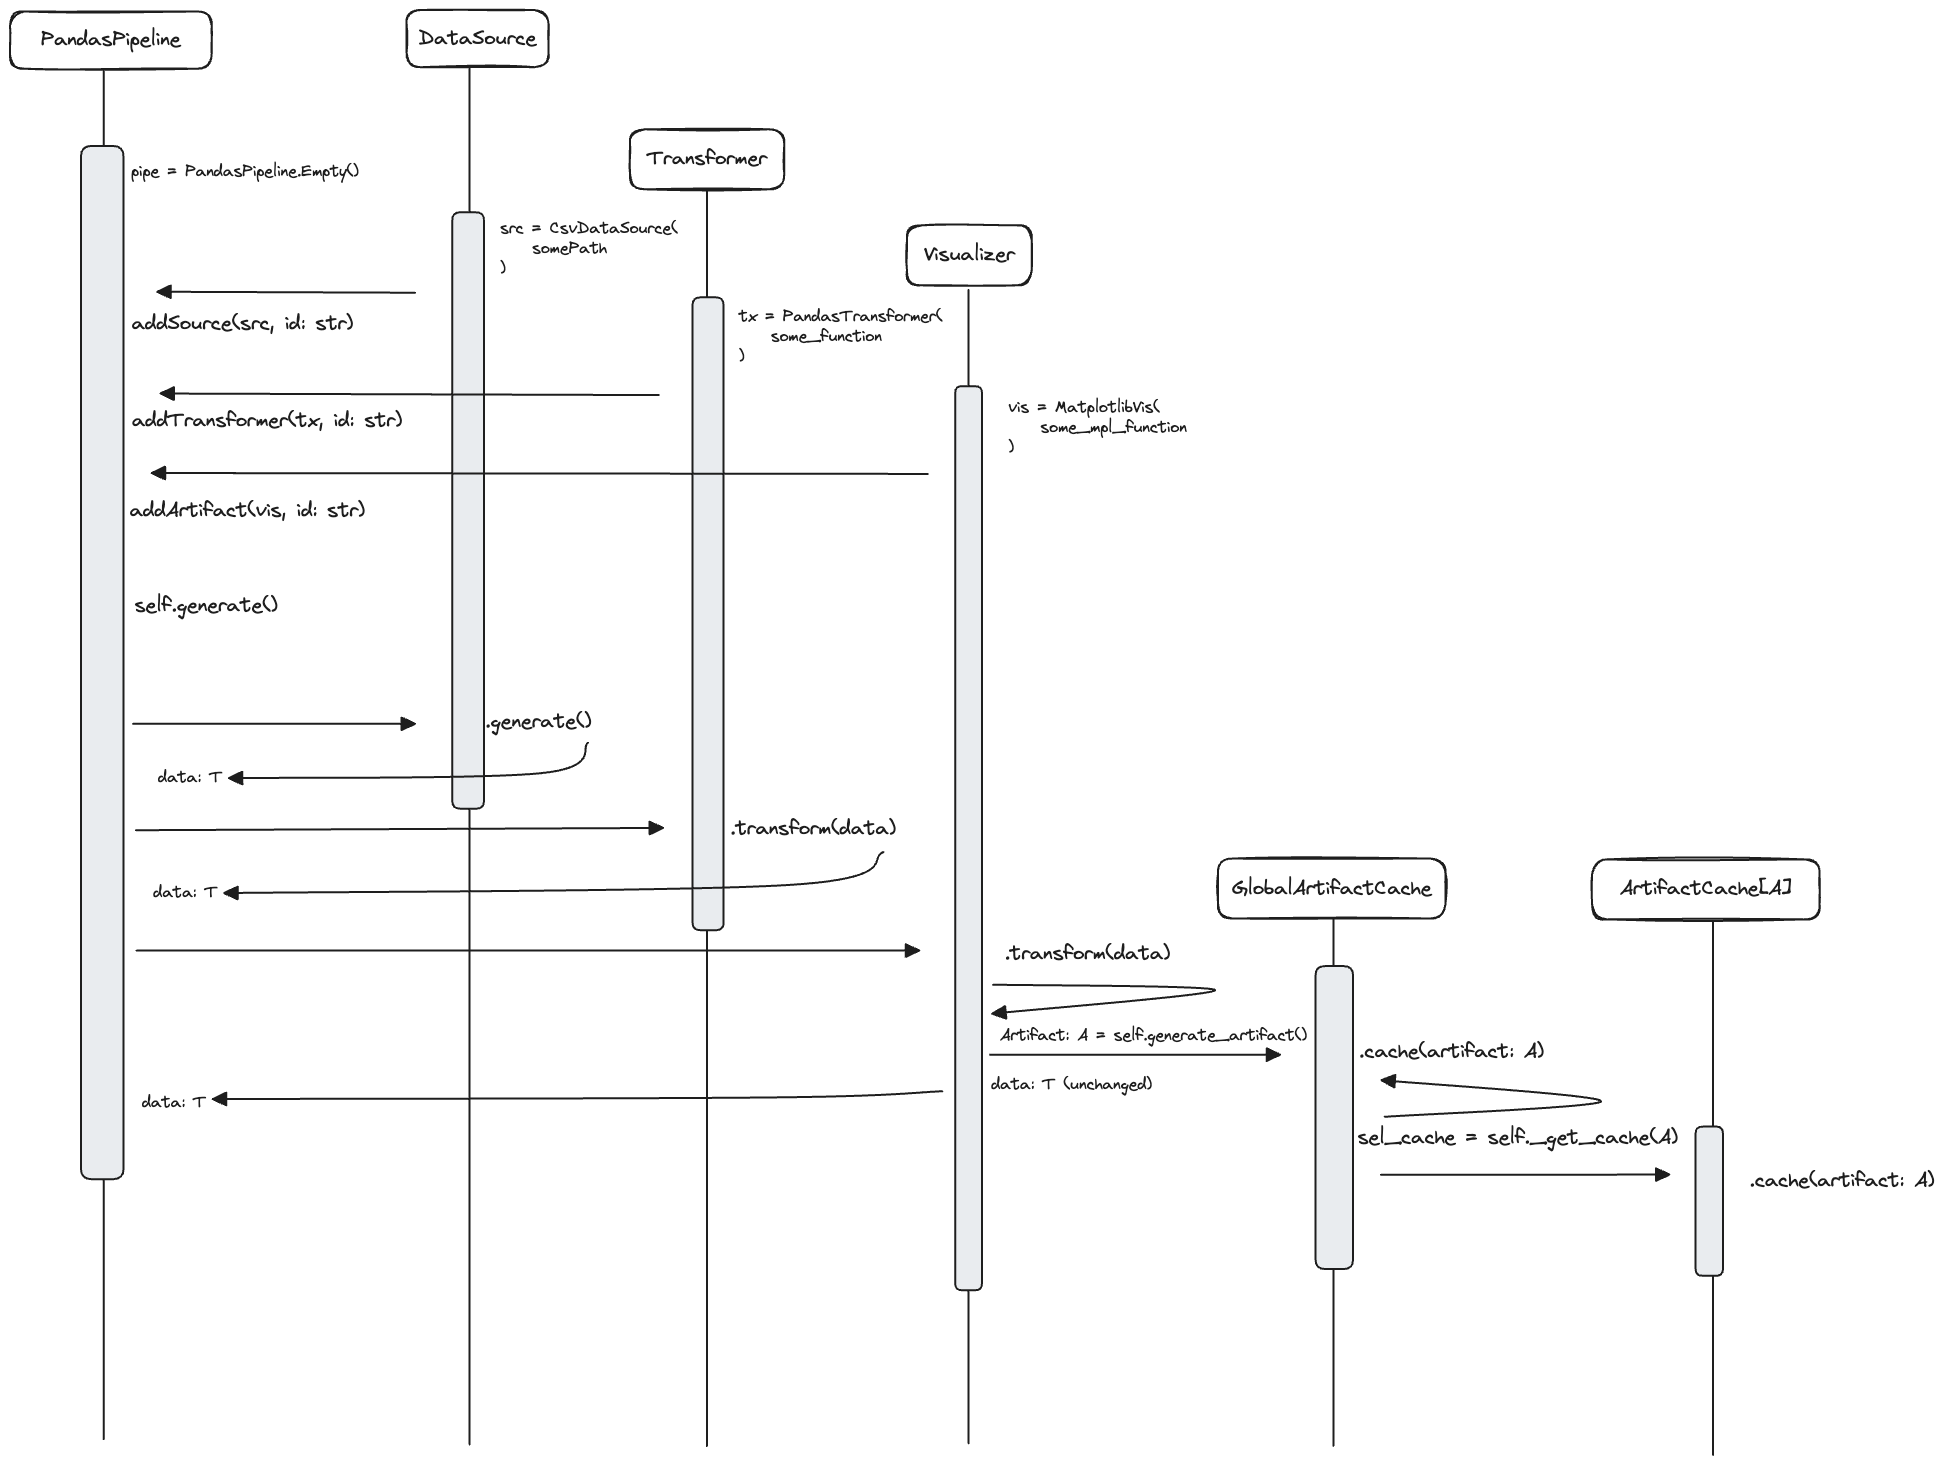 PandasPipeline
DataSource
Transformer
Visualizer
pipe = PandasPipeline.Empty()
src = CsvDataSource(
somePath
)
addSource(src, id: str)
tx = PandasTransformer(
some_function
)
addTransformer(tx, id: str)
vis = MatplotlibVis(
some_mpl_function
)
addArtifact(vis, id: str)
self.generate()
.generate()
data: T
.transform(data)
data: T
GlobalArtifactCache
ArtifactCache[A]
.transform(data)
Artifact: A = self.generate_artifact()
.cache(artifact: A)
data: T (unchanged)
data: T
sel_cache = self._get_cache(A)
.cache(artifact: A)